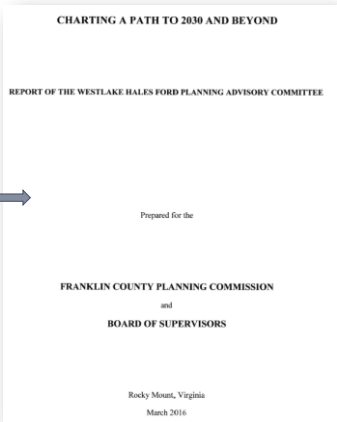 CHARTING A PATH TO 2030 AND BEYOND
REPORT OF THE WESTLAKE HALES FORD PLANNING ADVISORY COMMITTEE
Prepared for the
FRANKLIN COUNTY PLANNING COMMISSION
and
BOARD OF SUPERVISORS
Rocky Mount, Virginia
March 2016